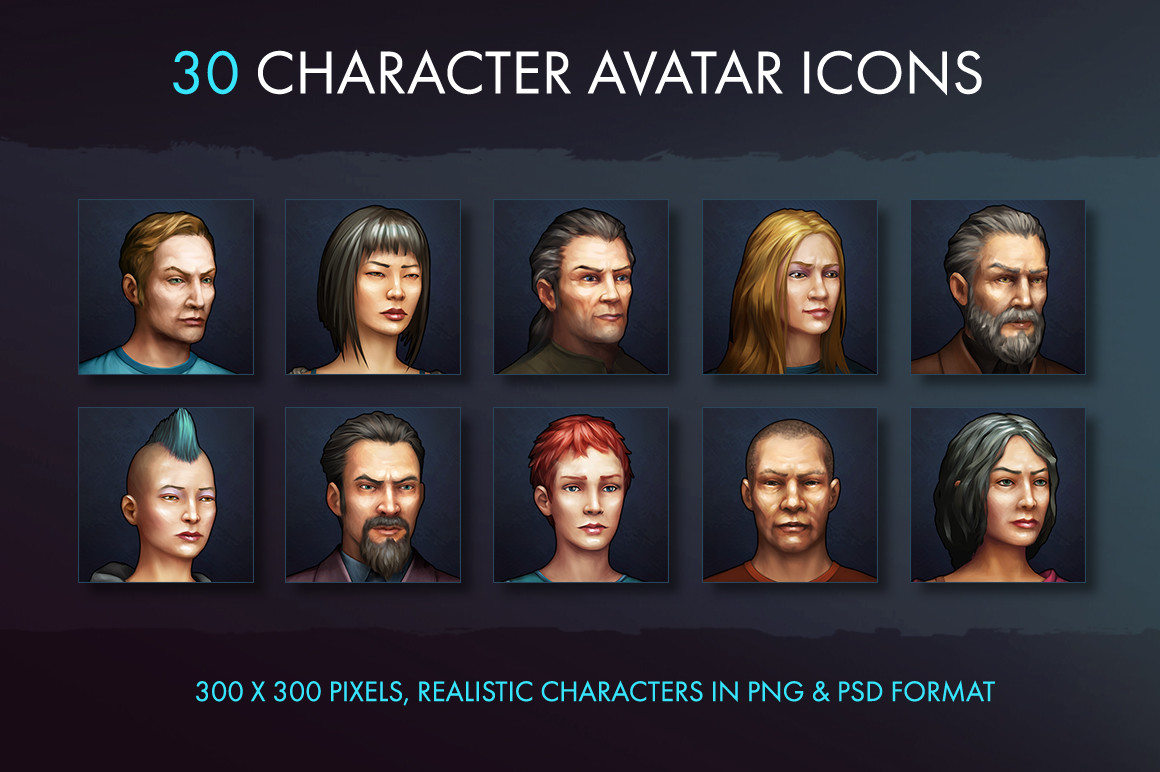 30 CHARACTER AVATAR ICONS
300 X 300 PIXELS, REALISTIC CHARACTERS IN PNG & PSD FORMAT